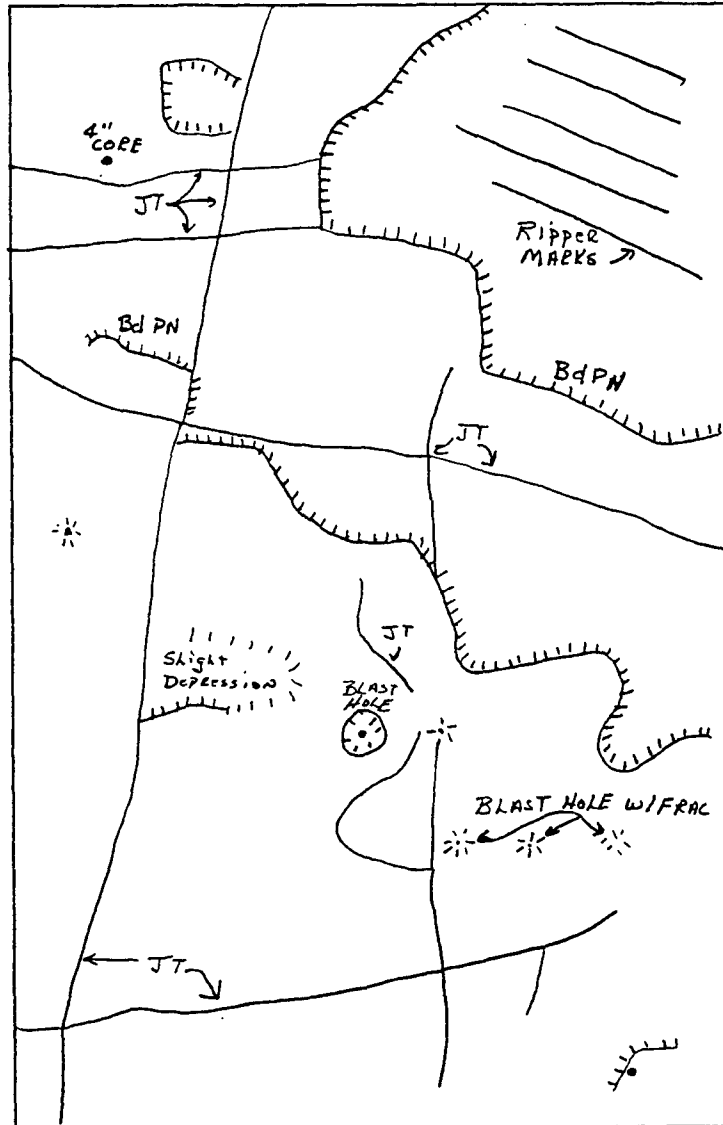 4"
CORE
JT
RIPPER
MARKS
Bd PN
Bd PN
JT
JT
Slight
DEPRESSION
BLAST
HOLE
BLAST HOLE W/FRAC
JT